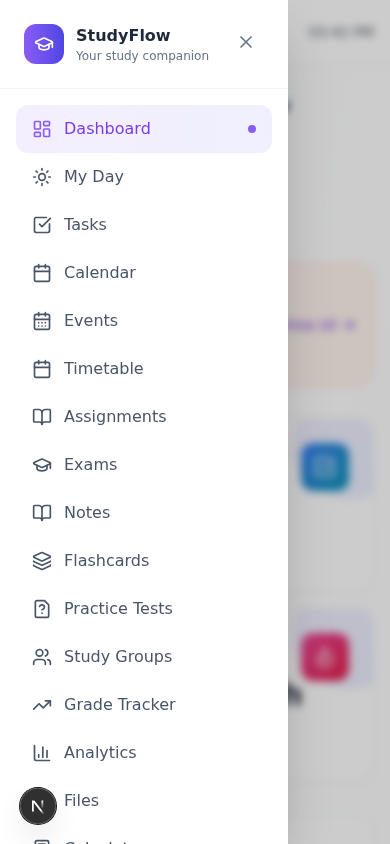 StudyFlow
Your study companion
Dashboard
My Day
Tasks
Calendar
Events
Timetable
Assignments
Exams
Notes
Flashcards
Practice Tests
Study Groups
Grade Tracker
Analytics
N Files